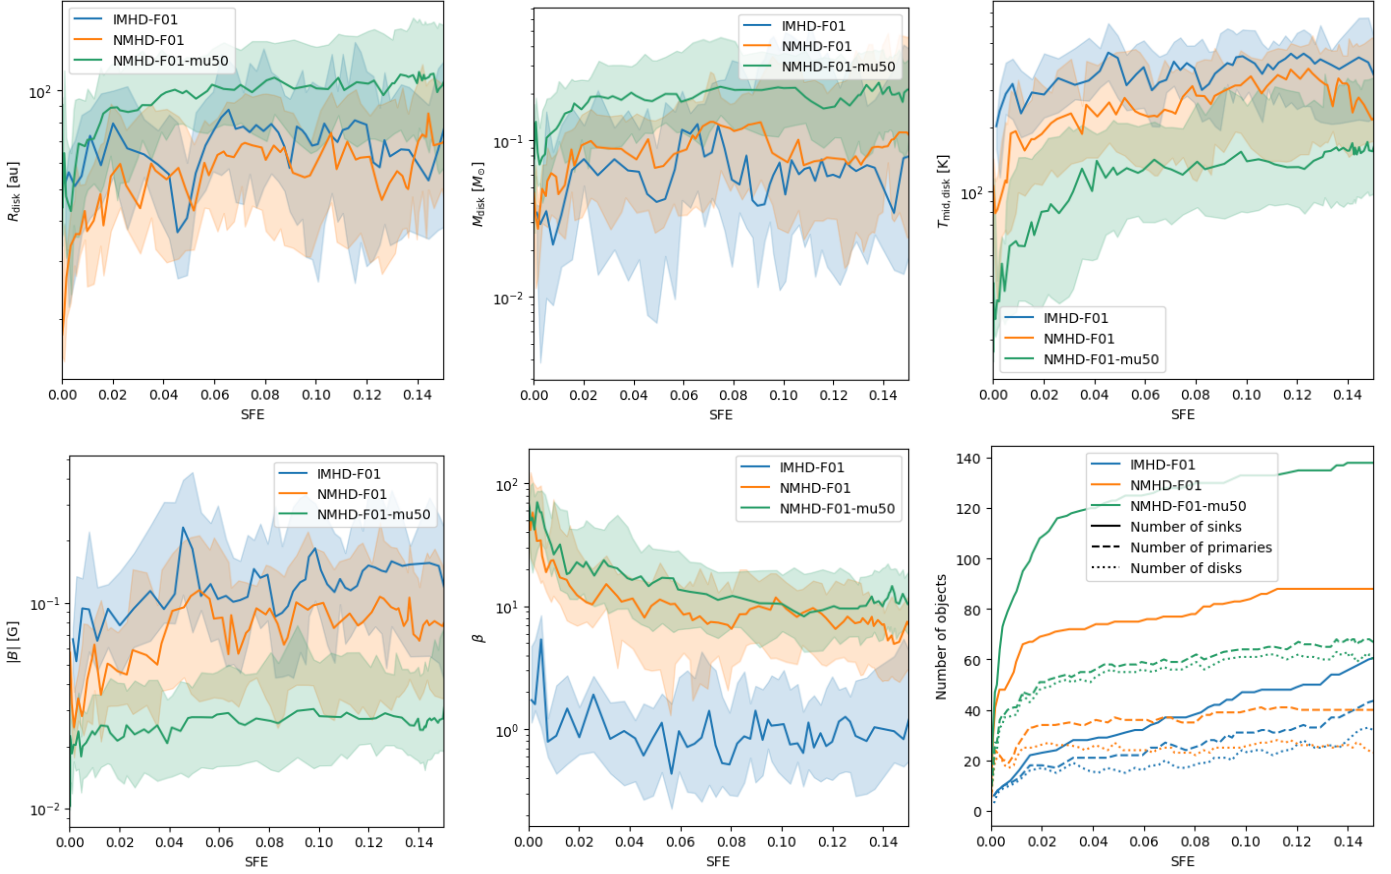 IMHD-F01
NMHD-F01
NMHD-F01-mu50
10²
R_disk [au]
0.00 0.02 0.04 0.06 0.08 0.10 0.12 0.14
SFE
IMHD-F01
NMHD-F01
NMHD-F01-mu50
10⁻¹
10⁻²
M_disk [M_⊙]
0.00 0.02 0.04 0.06 0.08 0.10 0.12 0.14
SFE
10²
T_mid, disk [K]
IMHD-F01
NMHD-F01
NMHD-F01-mu50
0.00 0.02 0.04 0.06 0.08 0.10 0.12 0.14
SFE
IMHD-F01
NMHD-F01
NMHD-F01-mu50
10⁻¹
10⁻²
|B| [G]
0.00 0.02 0.04 0.06 0.08 0.10 0.12 0.14
SFE
IMHD-F01
NMHD-F01
NMHD-F01-mu50
10²
10¹
10⁰
β
0.00 0.02 0.04 0.06 0.08 0.10 0.12 0.14
SFE
IMHD-F01
NMHD-F01
NMHD-F01-mu50
Number of sinks
Number of primaries
Number of disks
140
120
100
80
60
40
20
0
Number of objects
0.00 0.02 0.04 0.06 0.08 0.10 0.12 0.14
SFE